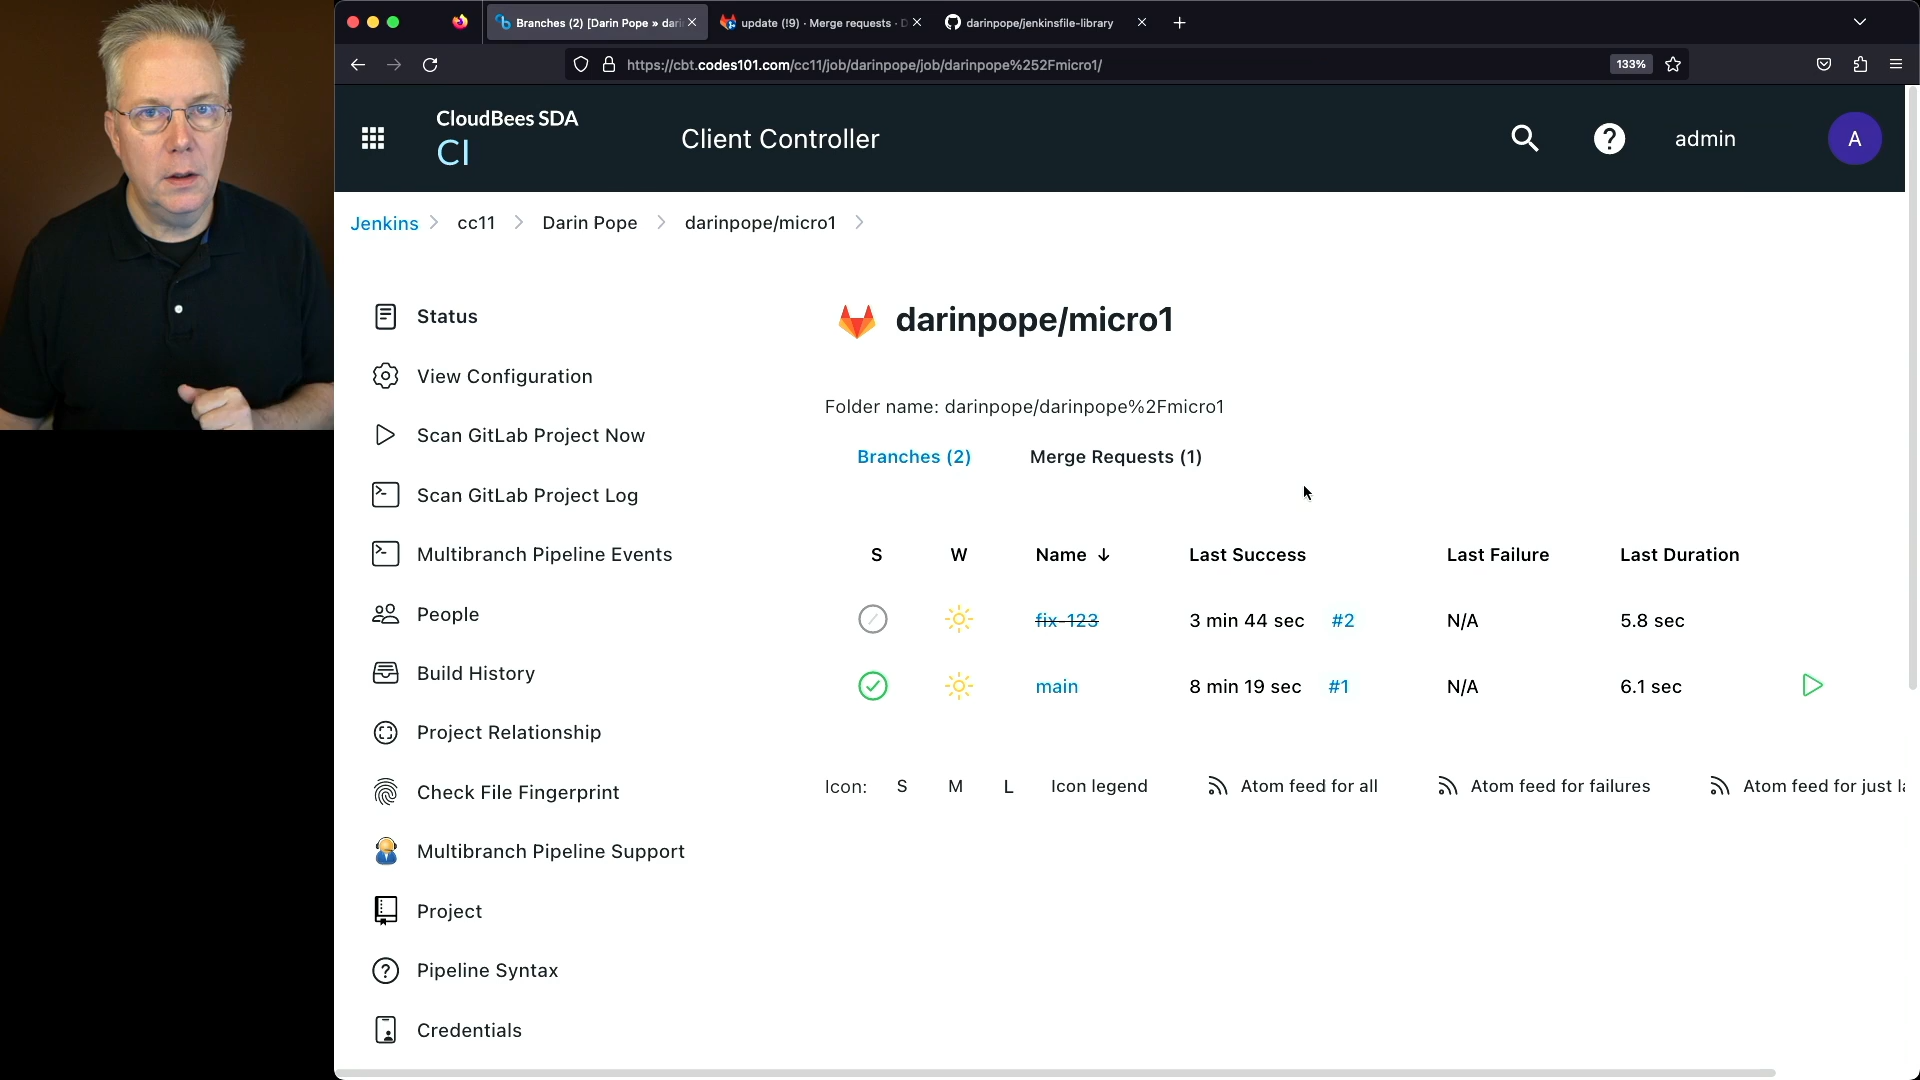 Branches (2) [Darin Pope » dari
update (!9) · Merge requests · D
darinpope/jenkinsfile-library
https://cbt.codes101.com/cc11/job/darinpope/job/darinpope%252Fmicro1/
133%
CloudBees SDA
CI
Client Controller
admin
A
Jenkins
cc11
Darin Pope
darinpope/micro1
Status
View Configuration
Scan GitLab Project Now
Scan GitLab Project Log
Multibranch Pipeline Events
People
Build History
Project Relationship
Check File Fingerprint
Multibranch Pipeline Support
Project
Pipeline Syntax
Credentials
darinpope/micro1
Folder name: darinpope/darinpope%2Fmicro1
Branches (2) Merge Requests (1)
S W Name ↓ Last Success Last Failure Last Duration
fix-123 3 min 44 sec #2 N/A 5.8 sec
main 8 min 19 sec #1 N/A 6.1 sec
Icon: S M L Icon legend Atom feed for all Atom feed for failures Atom feed for just la